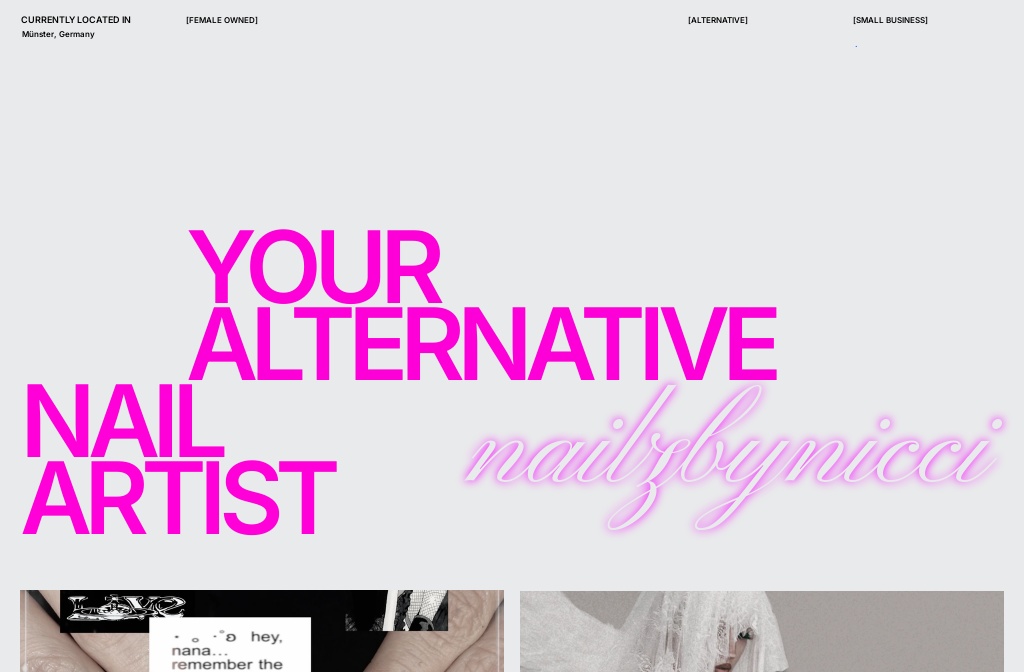 CURRENTLY LOCATED IN
Münster, Germany
[FEMALE OWNED]
[ALTERNATIVE]
[SMALL BUSINESS]
YOUR
ALTERNATIVE
NAIL
ARTIST
nailzbynicci
hey,
nana...
remember the